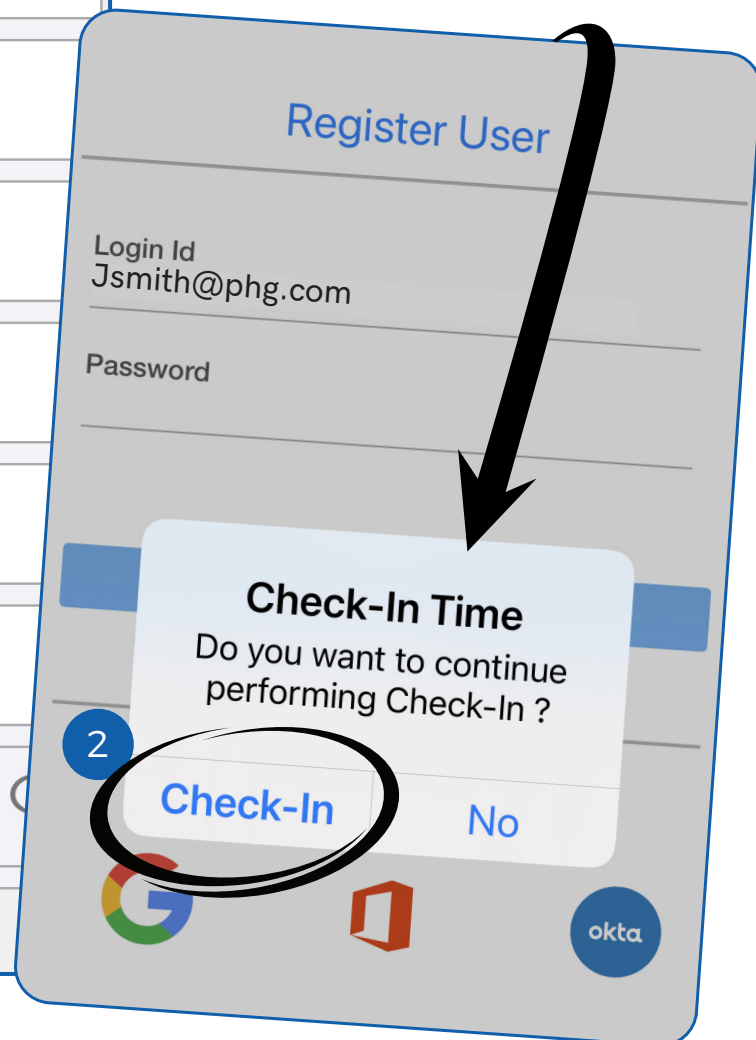 Register User
Login Id
Jsmith@phg.com
Password
Check-In Time
Do you want to continue
performing Check-In ?
2
Check-In
No
okta